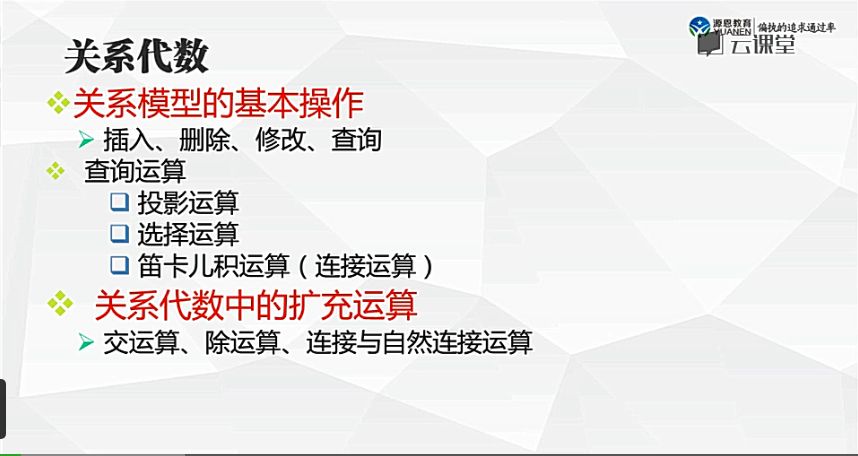 源恩教育
YUANEN
偏执的追求通过率
云课堂
关系代数
关系模型的基本操作
插入、删除、修改、查询
查询运算
投影运算
选择运算
笛卡儿积运算（连接运算）
关系代数中的扩充运算
交运算、除运算、连接与自然连接运算